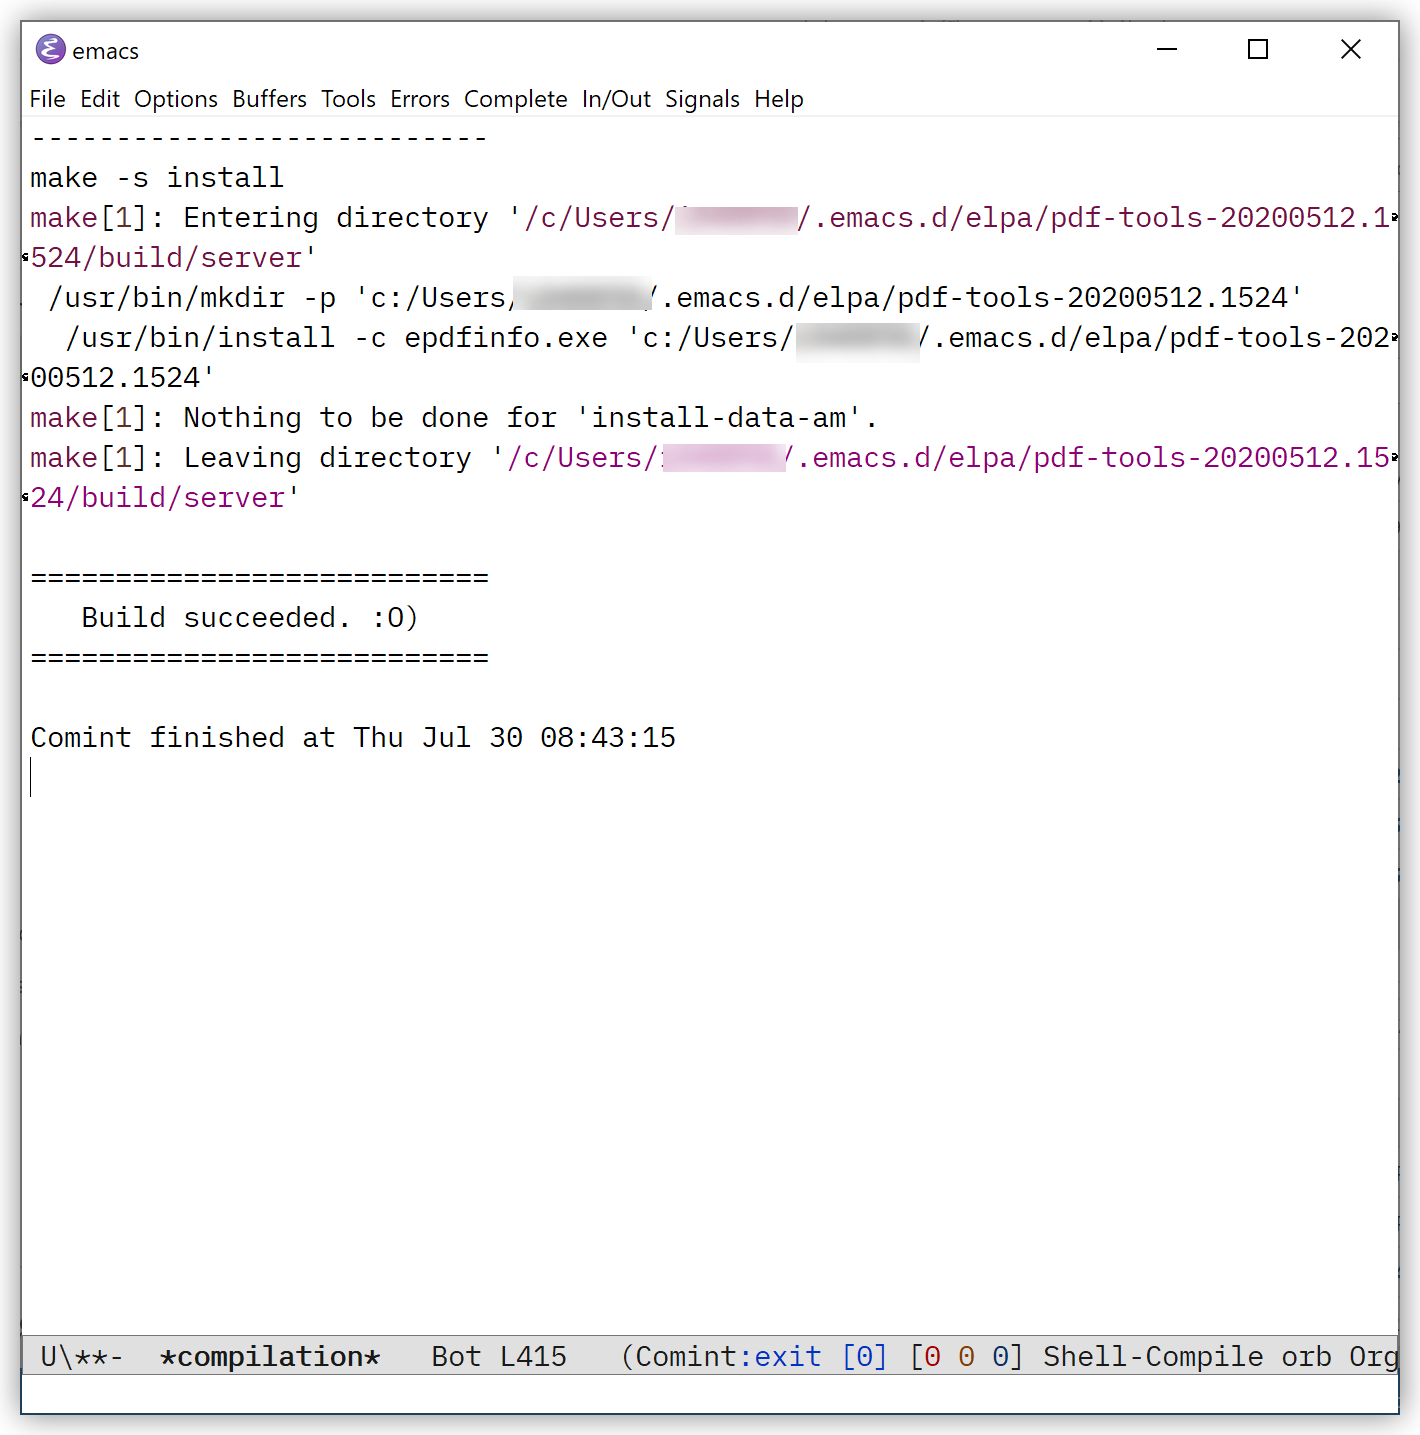 emacs
File Edit Options Buffers Tools Errors Complete In/Out Signals Help
---------------------------
make -s install
make[1]: Entering directory '/c/Users/ /.emacs.d/elpa/pdf-tools-20200512.1
524/build/server'
/usr/bin/mkdir -p 'c:/Users/ /.emacs.d/elpa/pdf-tools-20200512.1524'
/usr/bin/install -c epdfinfo.exe 'c:/Users/ /.emacs.d/elpa/pdf-tools-202
00512.1524'
make[1]: Nothing to be done for 'install-data-am'.
make[1]: Leaving directory '/c/Users/ /.emacs.d/elpa/pdf-tools-20200512.15
24/build/server'
===========================
Build succeeded. :O)
===========================
Comint finished at Thu Jul 30 08:43:15
U\**- *compilation* Bot L415 (Comint:exit [0] [0 0 0] Shell-Compile orb Org